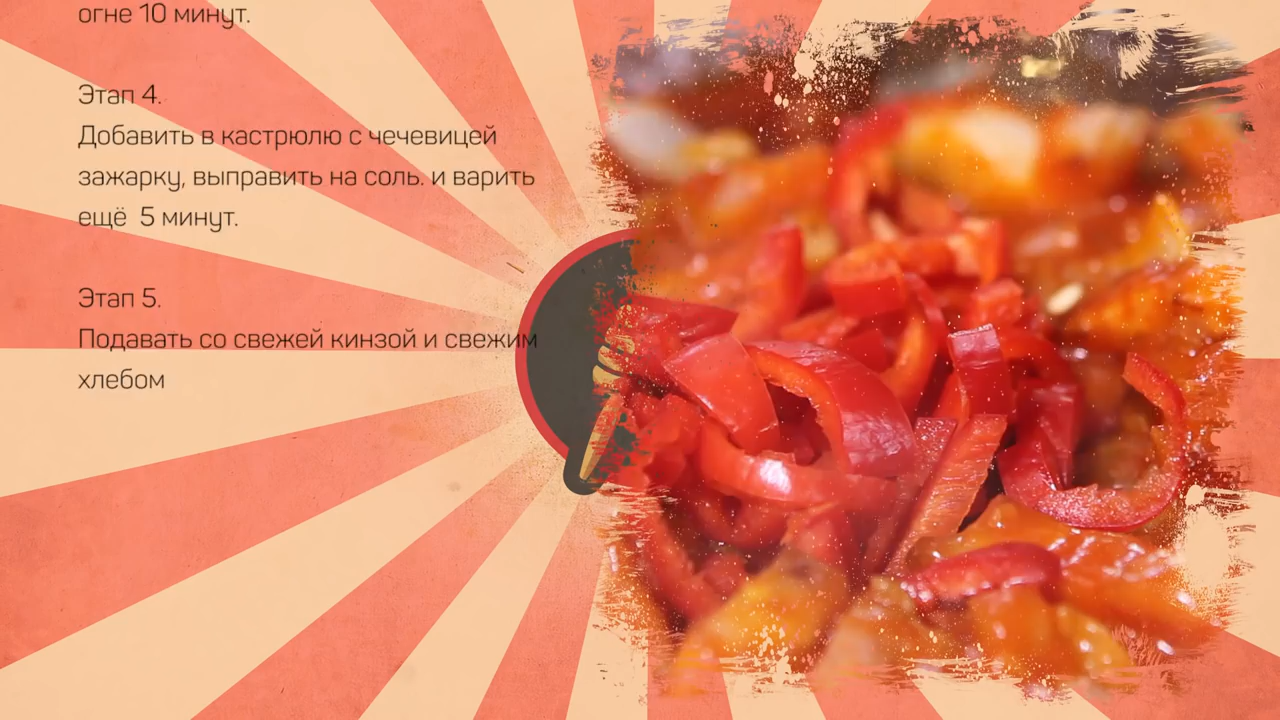 огне 10 минут.
Этап 4.
Добавить в кастрюлю с чечевицей
зажарку, выправить на соль. и варить
ещё  5 минут.
Этап 5.
Подавать со свежей кинзой и свежим
хлебом